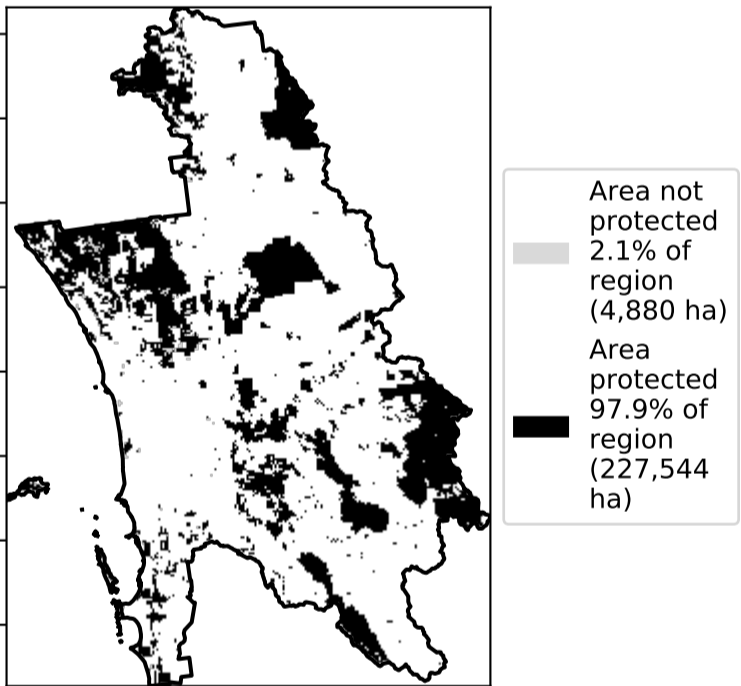 Area not
protected
2.1% of
region
(4,880 ha)
Area
protected
97.9% of
region
(227,544
ha)